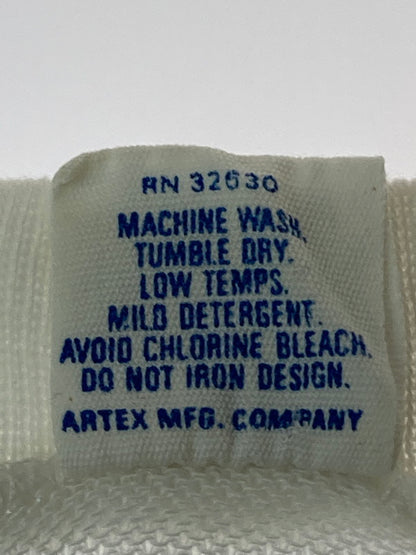 RN 32630
MACHINE WASH.
TUMBLE DRY.
LOW TEMPS.
MILD DETERGENT.
AVOID CHLORINE BLEACH.
DO NOT IRON DESIGN.
ARTEX MFG. COMPANY